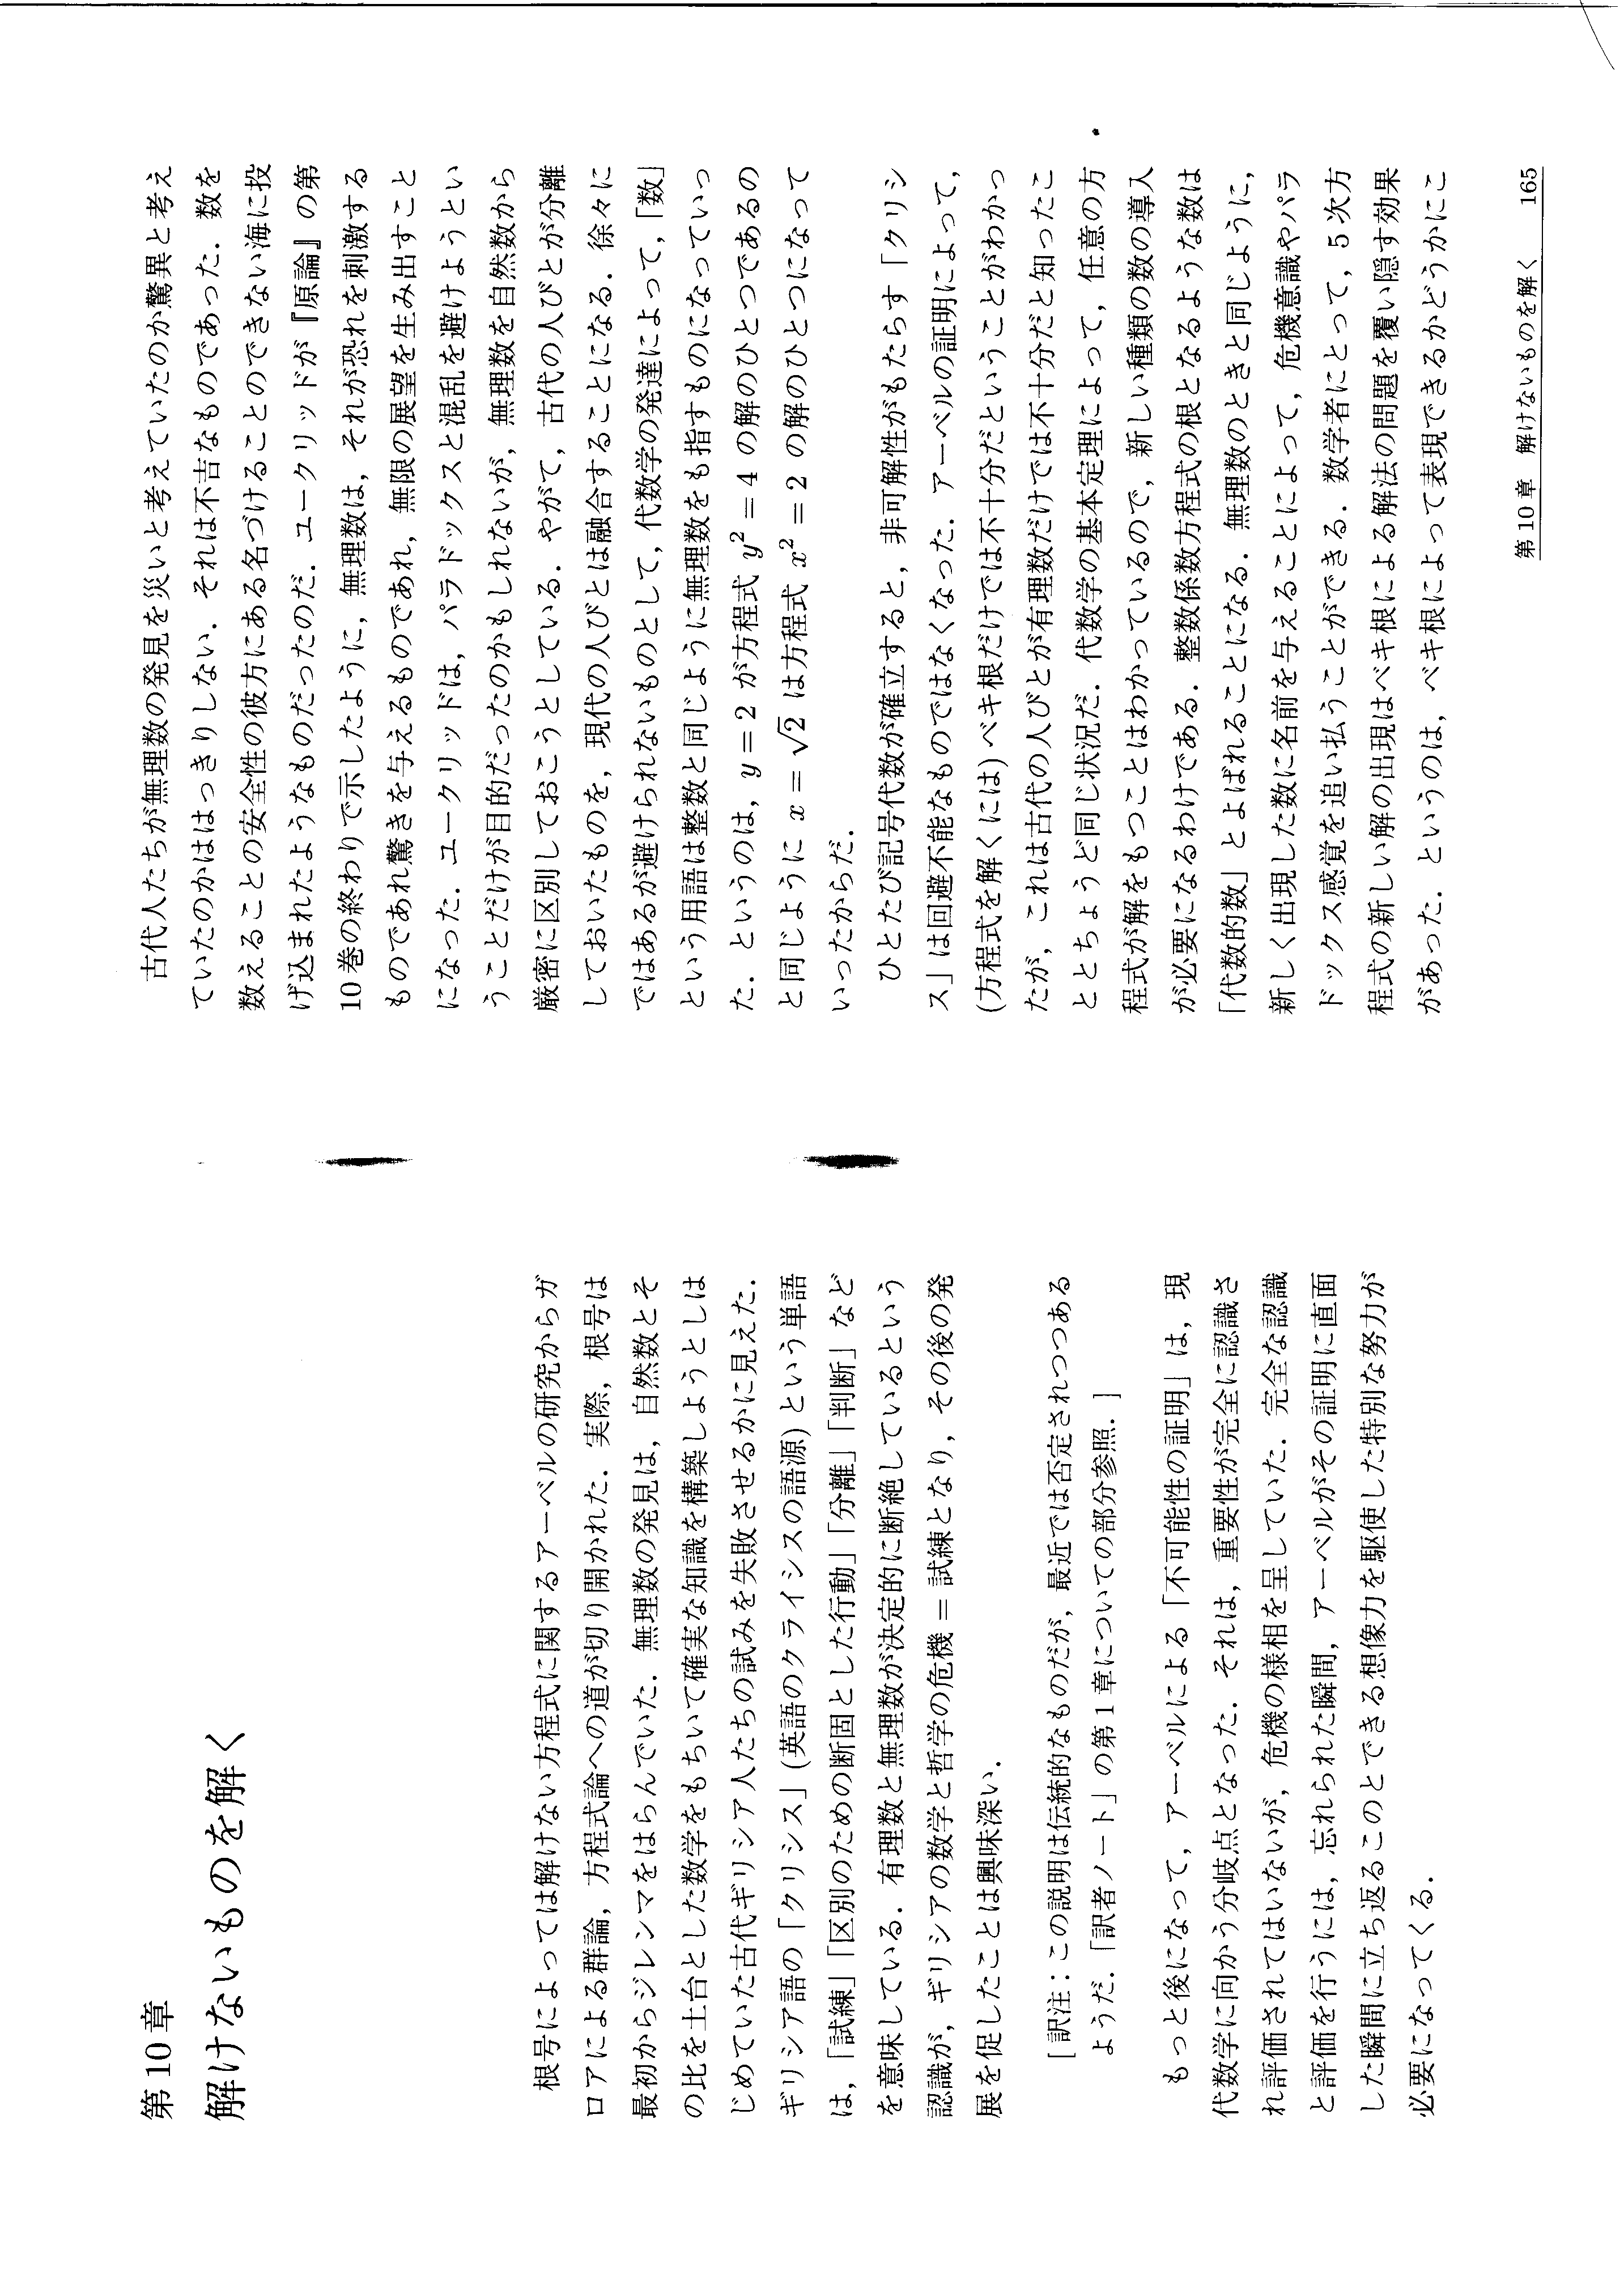 第10章
解けないものを解く
根号によっては解けない方程式に関するアーベルの研究からガ
ロアによる群論，方程式論への道が切り開かれた．実際，根号は
最初からジレンマをはらんでいた．無理数の発見は，自然数とそ
の比を土台とした数学をもちいて確実な知識を構築しようとしは
じめていた古代ギリシア人たちの試みを失敗させるかに見えた．
ギリシア語の「クリシス」(英語のクライシスの語源)という単語
は，「試練」「区別のための断固とした行動」「分離」「判断」など
を意味している．有理数と無理数が決定的に断絶しているという
認識が，ギリシアの数学と哲学の危機＝試練となり，その後の発
展を促したことは興味深い．
［訳注：この説明は伝統的なものだが，最近では否定されつつある
ようだ．「訳者ノート」の第1章についての部分参照．］
もっと後になって，アーベルによる「不可能性の証明」は，現
代数学に向かう分岐点となった．それは，重要性が完全に認識さ
れ評価されてはいないが，危機の様相を呈していた．完全な認識
と評価を行うには，忘れられた瞬間，アーベルがその証明に直面
した瞬間に立ち返るこのとできる想像力を駆使した特別な努力が
必要になってくる．
古代人たちが無理数の発見を災いと考えていたのか驚異と考え
ていたのかははっきりしない．それは不吉なものであった．数を
数えることの安全性の彼方にある名づけることのできない海に投
げ込まれたようなものだったのだ．ユークリッドが『原論』の第
10巻の終わりで示したように，無理数は，それが恐れを刺激する
ものであれ驚きを与えるものであれ，無限の展望を生み出すこと
になった．ユークリッドは，パラドックスと混乱を避けようとい
うことだけが目的だったのかもしれないが，無理数を自然数から
厳密に区別しておこうとしている．やがて，古代の人びとが分離
しておいたものを，現代の人びとは融合することになる．徐々に
ではあるが避けられないものとして，代数学の発達によって，「数」
という用語は整数と同じように無理数をも指すものになっていっ
た．というのは，y = 2 が方程式 y² = 4 の解のひとつであるの
と同じように x = √2 は方程式 x² = 2 の解のひとつになって
いったからだ．
ひとたび記号代数が確立すると，非可解性がもたらす「クリシ
ス」は回避不能なものではなくなった．アーベルの証明によって，
(方程式を解くには)ベキ根だけでは不十分だということがわかっ
たが，これは古代の人びとが有理数だけでは不十分だと知ったこ
ととちょうど同じ状況だ．代数学の基本定理によって，任意の方
程式が解をもつことはわかっているので，新しい種類の数の導入
が必要になるわけである．整数係数方程式の根となるような数は
「代数的数」とよばれることになる．無理数のときと同じように，
新しく出現した数に名前を与えることによって，危機意識やパラ
ドックス感覚を追い払うことができる．数学者にとって，5次方
程式の新しい解の出現はベキ根による解法の問題を覆い隠す効果
があった．というのは，ベキ根によって表現できるかどうかにこ
第10章 解けないものを解く 165